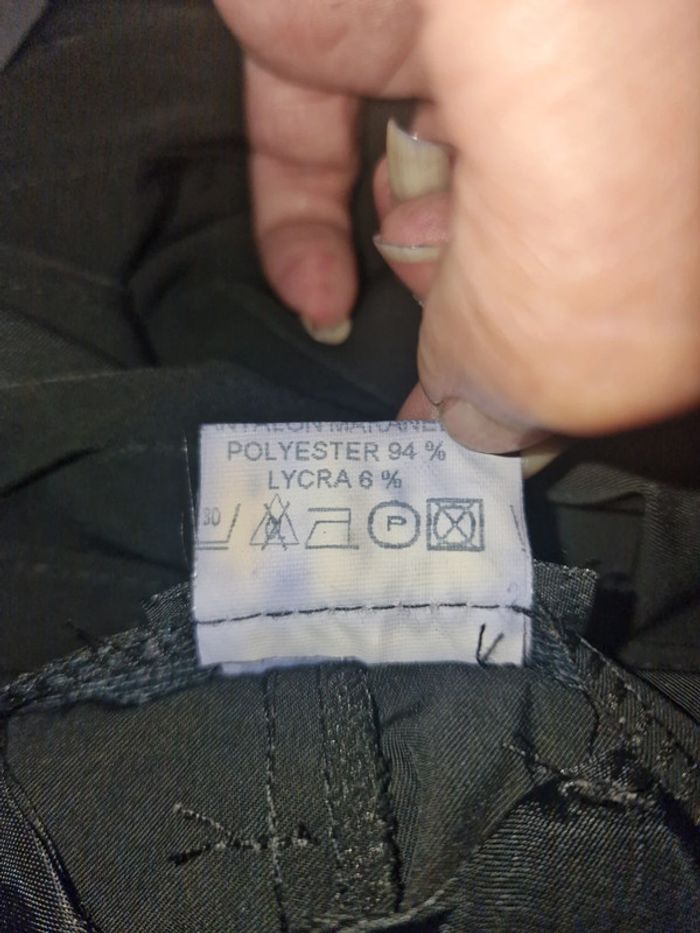 POLYESTER 94 %
LYCRA 6 %
30 P